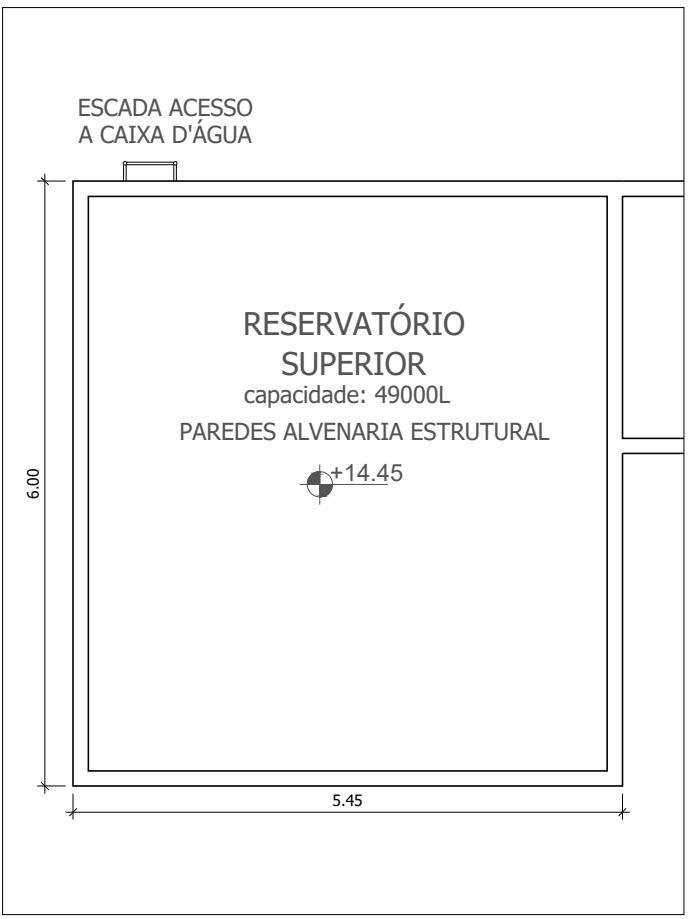 ESCADA ACESSO
A CAIXA D'ÁGUA
RESERVATÓRIO
SUPERIOR
capacidade: 49000L
PAREDES ALVENARIA ESTRUTURAL
+14.45
6.00
5.45